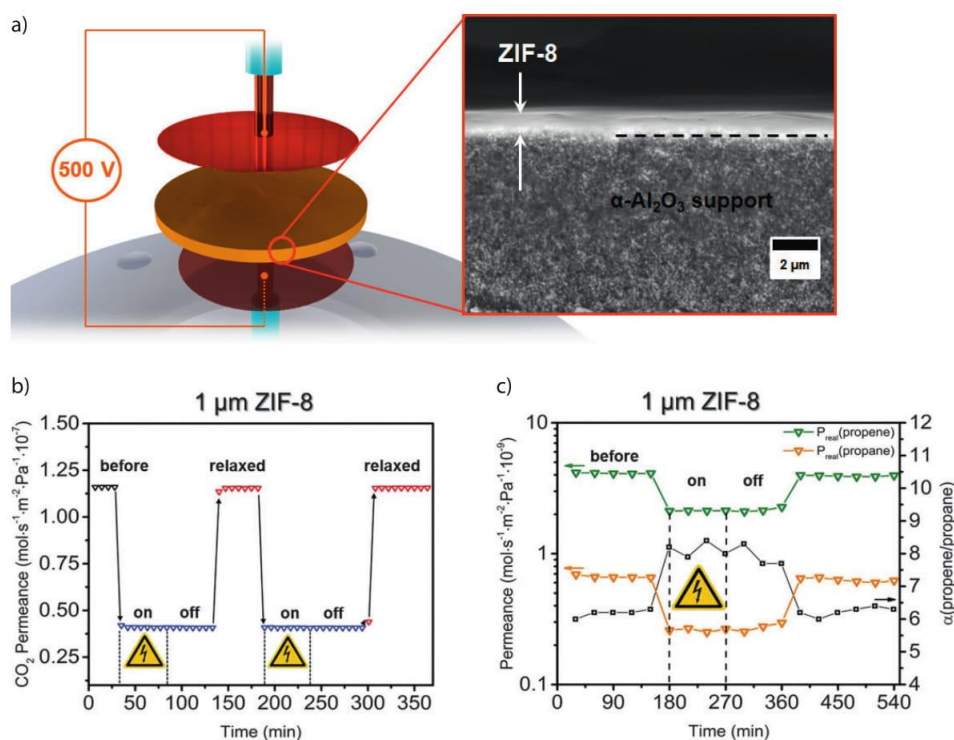 a)
500 V
ZIF-8
α-Al₂O₃ support
2 µm
b)
1 µm ZIF-8
CO₂ Permeance (mol·s⁻¹·m⁻²·Pa⁻¹·10⁻⁷)
1.50
1.25
1.00
0.75
0.50
0.25
before
relaxed
relaxed
on
off
on
off
0
50
100
150
200
250
300
350
Time (min)
c)
1 µm ZIF-8
Permeance (mol·s⁻¹·m⁻²·Pa⁻¹·10⁻⁹)
10
1
0.1
before
on
off
P_real(propene)
P_real(propane)
12
11
10
9
8
7
6
5
4
α(propene/propane)
0
90
180
270
360
450
540
Time (min)